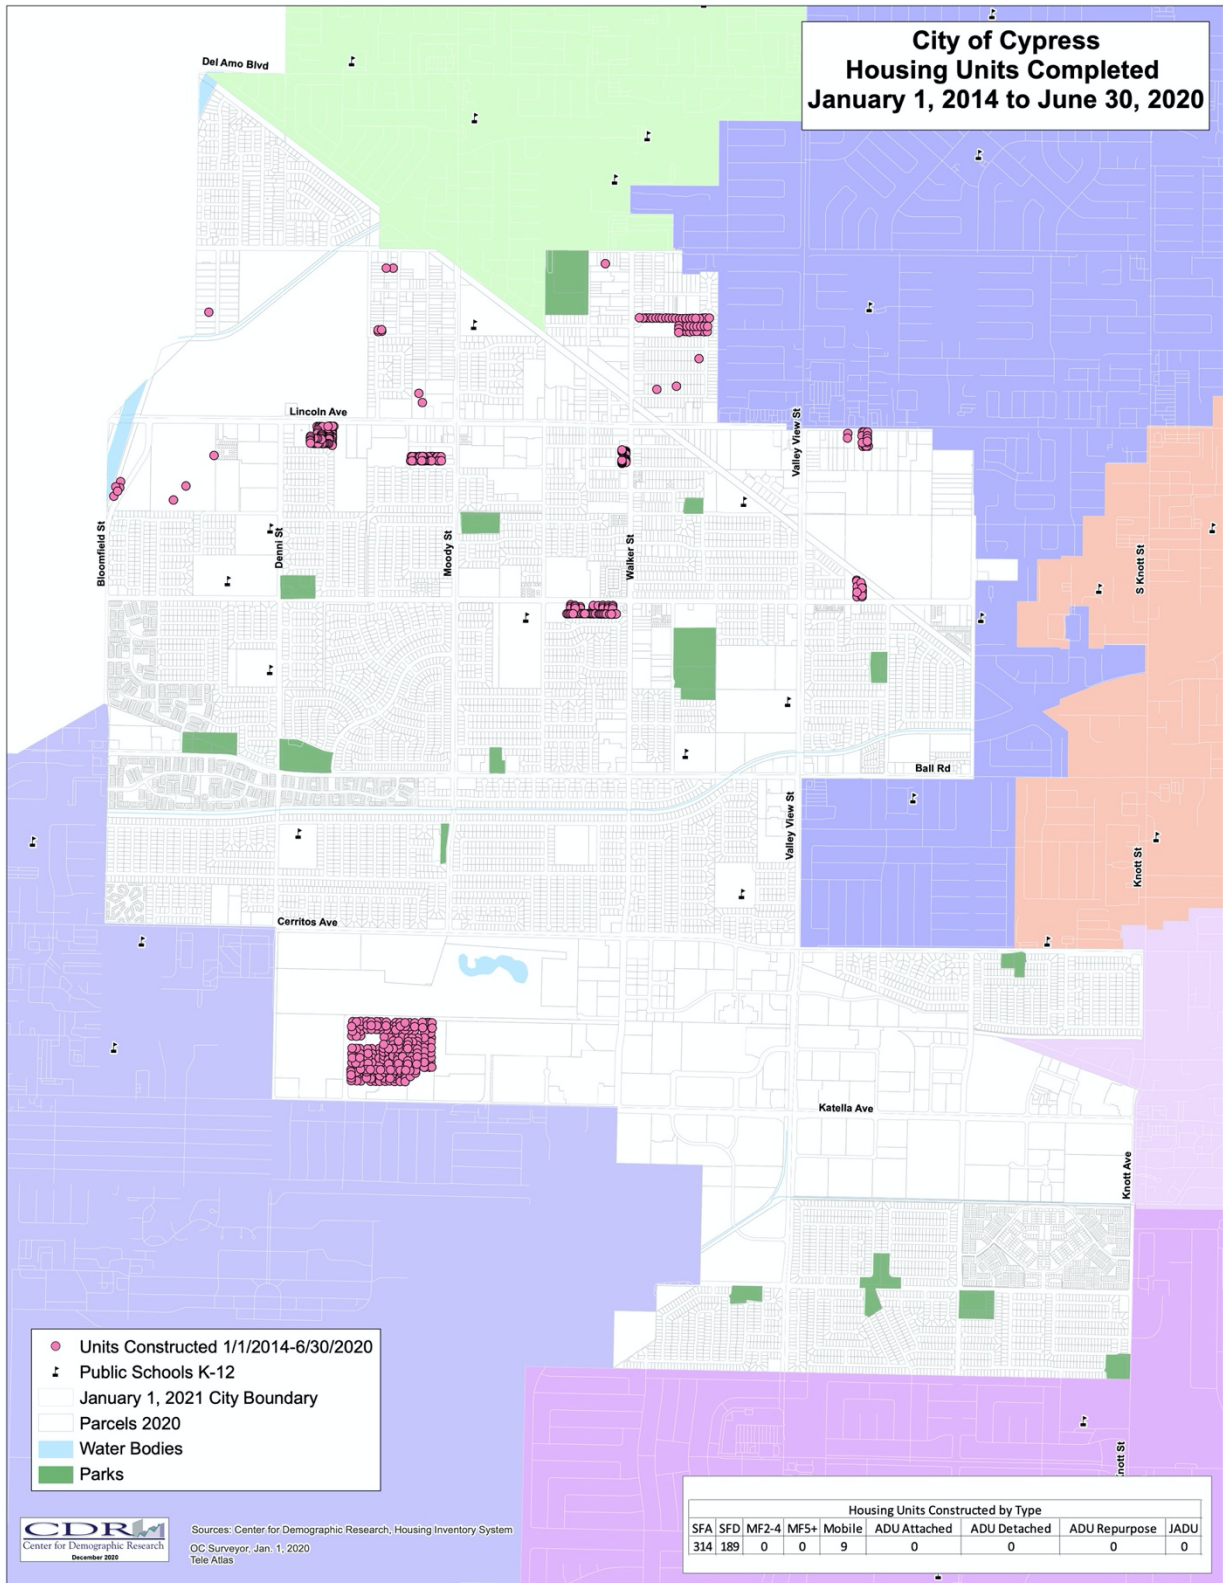 City of Cypress
Housing Units Completed
January 1, 2014 to June 30, 2020
Del Amo Blvd
Lincoln Ave
Valley View St
Bloomfield St
Denni St
Moody St
Walker St
S Knott St
Ball Rd
Valley View St
Knott St
Cerritos Ave
Katella Ave
Knott Ave
Knott St
Units Constructed 1/1/2014-6/30/2020
Public Schools K-12
January 1, 2021 City Boundary
Parcels 2020
Water Bodies
Parks
CDR
Center for Demographic Research
December 2020
Sources: Center for Demographic Research, Housing Inventory System
OC Surveyor, Jan. 1, 2020
Tele Atlas
Housing Units Constructed by Type
SFA SFD MF2-4 MF5+ Mobile ADU Attached ADU Detached ADU Repurpose JADU
314 189 0 0 9 0 0 0 0